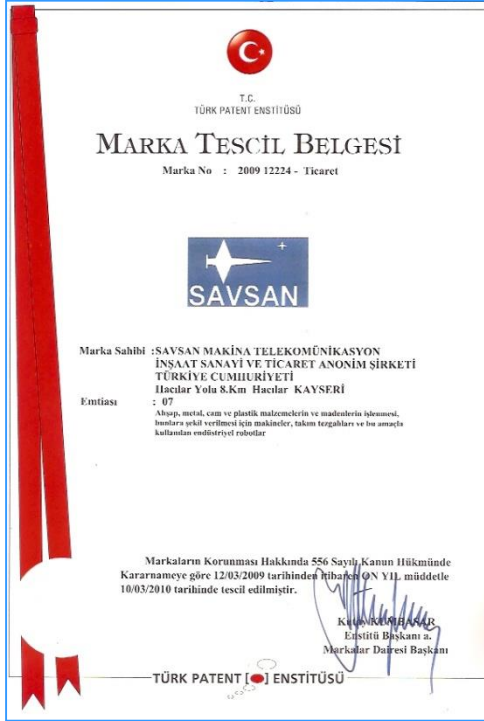 T.C.
TÜRK PATENT ENSTİTÜSÜ
MARKA TESCİL BELGESİ
Marka No : 2009 12224 - Ticaret
SAVSAN
Marka Sahibi : SAVSAN MAKİNA TELEKOMÜNİKASYON
İNŞAAT SANAYİ VE TİCARET ANONİM ŞİRKETİ
TÜRKİYE CUMHURİYETİ
Hacılar Yolu 8.Km Hacılar KAYSERİ
Emtiası : 07
Ahşap, metal, cam ve plastik malzemelerin ve madenlerin işlenmesi,
bunlara şekil verilmesi için makineler, takım tezgahları ve bu amaçla
kullanılan endüstriyel robotlar
Markaların Korunması Hakkında 556 Sayılı Kanun Hükmünde
Kararnameye göre 12/03/2009 tarihinden itibaren ON YIL müddetle
10/03/2010 tarihinde tescil edilmiştir.
KUMBASAR
Enstitü Başkanı a.
Markalar Dairesi Başkanı
TÜRK PATENT ENSTİTÜSÜ